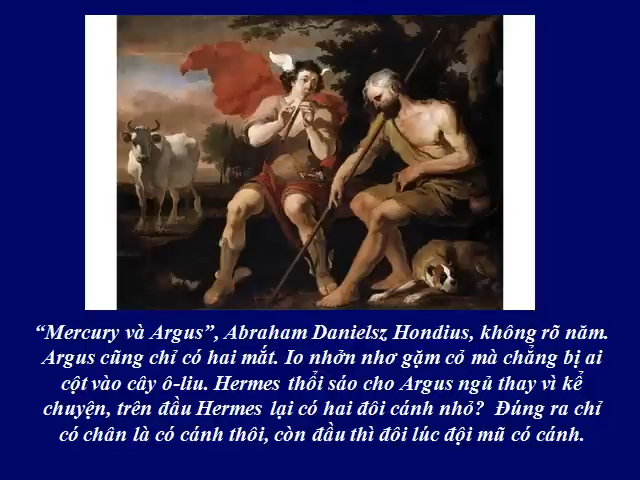 “Mercury và Argus”, Abraham Danielsz Hondius, không rõ năm.
Argus cũng chỉ có hai mắt. Io nhởn nhơ gặm cỏ mà chẳng bị ai
cột vào cây ô-liu. Hermes thổi sáo cho Argus ngủ thay vì kể
chuyện, trên đầu Hermes lại có hai đôi cánh nhỏ? Đúng ra chỉ
có chân là có cánh thôi, còn đầu thì đôi lúc đội mũ có cánh.